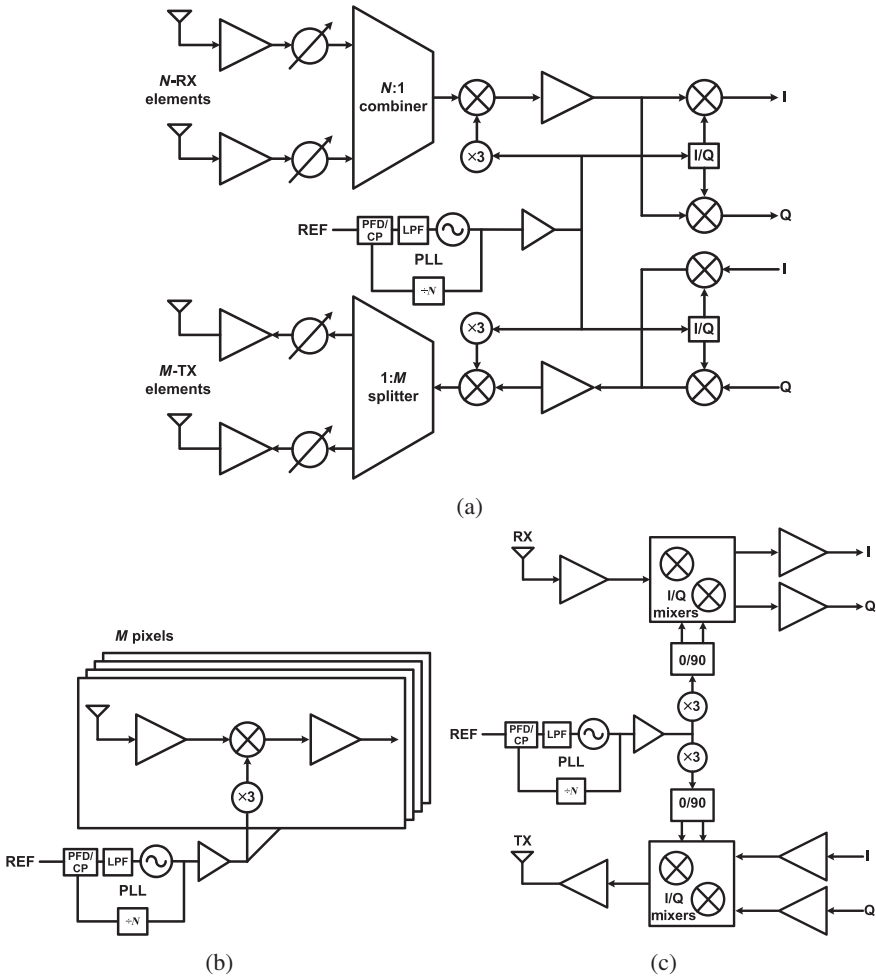 N-RX
elements
N:1
combiner
×3
I
I/Q
Q
REF
PFD/
CP
LPF
PLL
÷N
I
×3
I/Q
M-TX
elements
1:M
splitter
Q
(a)
M pixels
×3
REF
PFD/
CP
LPF
PLL
÷N
(b)
RX
I/Q
mixers
I
Q
0/90
×3
REF
PFD/
CP
LPF
PLL
÷N
×3
0/90
TX
I/Q
mixers
I
Q
(c)